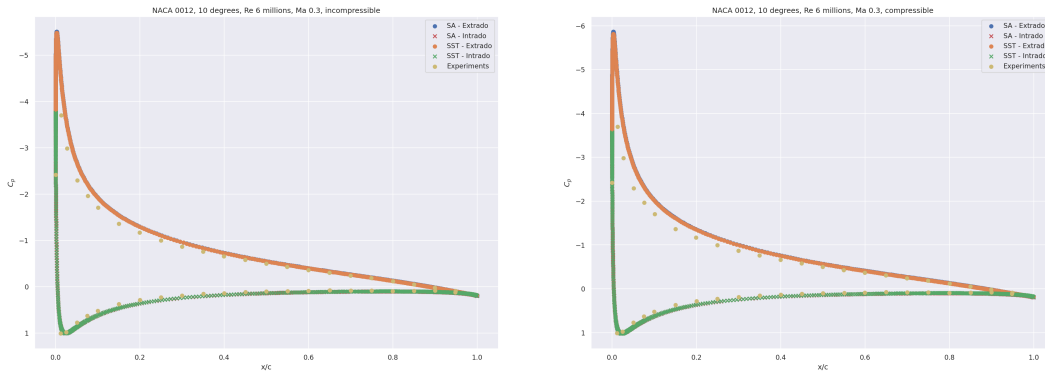 NACA 0012, 10 degrees, Re 6 millions, Ma 0.3, incompressible
SA - Extrado
SA - Intrado
SST - Extrado
SST - Intrado
Experiments
−5
−4
−3
−2
−1
0
1
C_p
0.0 0.2 0.4 0.6 0.8 1.0
x/c
NACA 0012, 10 degrees, Re 6 millions, Ma 0.3, compressible
SA - Extrado
SA - Intrado
SST - Extrado
SST - Intrado
Experiments
−6
−5
−4
−3
−2
−1
0
1
C_p
0.0 0.2 0.4 0.6 0.8 1.0
x/c